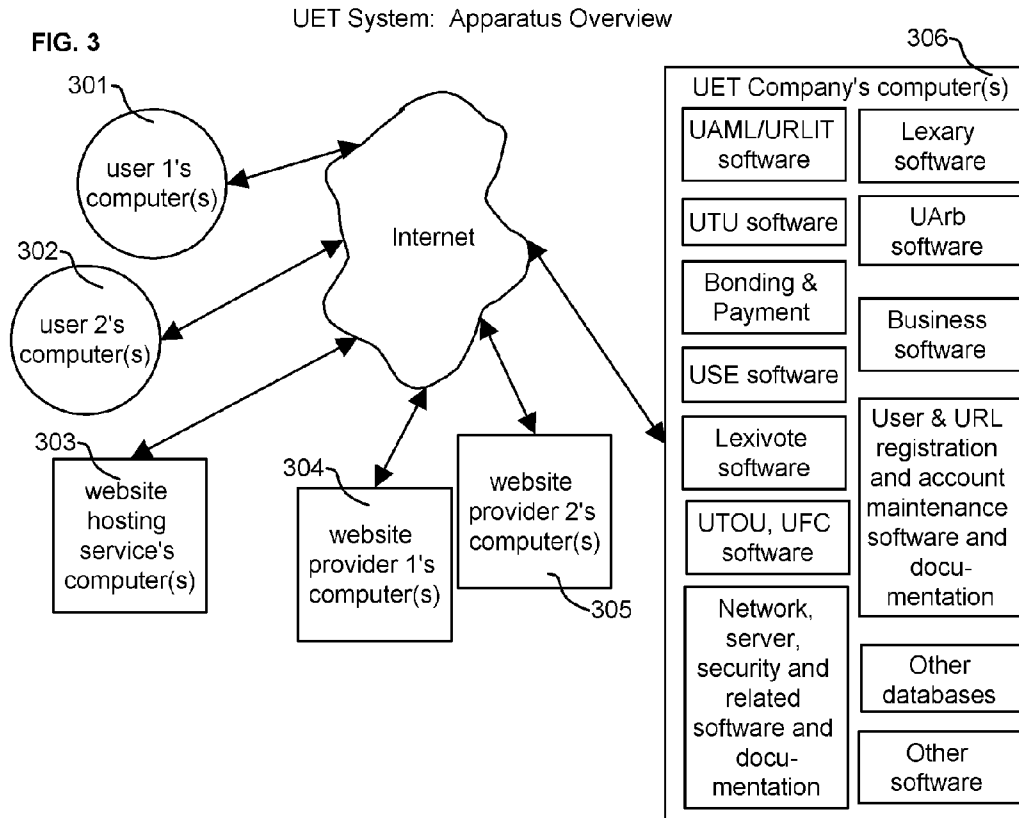 UET System: Apparatus Overview
FIG. 3
301
user 1's
computer(s)
302
user 2's
computer(s)
303
website
hosting
service's
computer(s)
Internet
304
website
provider 1's
computer(s)
website
provider 2's
computer(s)
305
306
UET Company's computer(s)
UAML/URLIT
software
UTU software
Bonding &
Payment
USE software
Lexivote
software
UTOU, UFC
software
Network,
server,
security and
related
software and
docu-
mentation
Lexary
software
UArb
software
Business
software
User & URL
registration
and account
maintenance
software and
docu-
mentation
Other
databases
Other
software